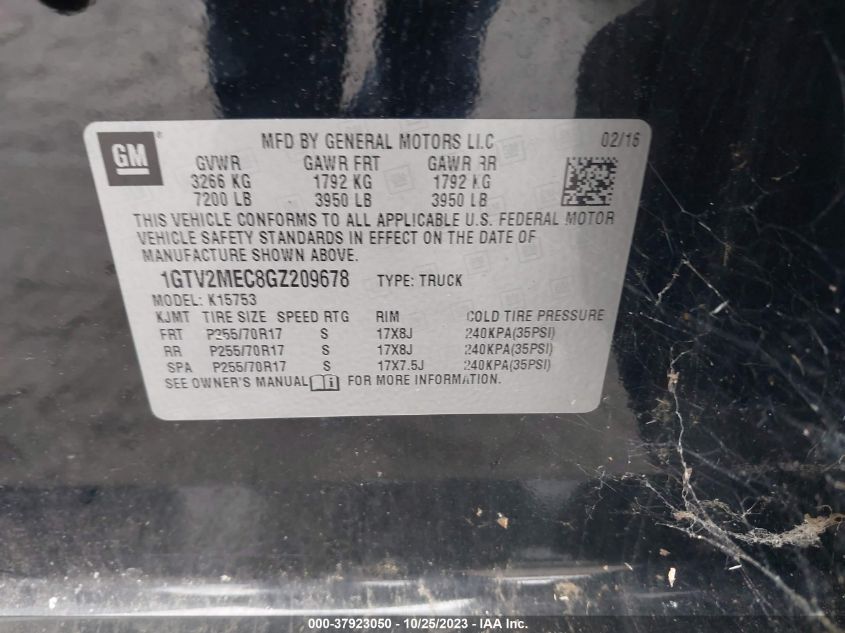 GM ® MFD BY GENERAL MOTORS LLC 02/16
GVWR GAWR FRT GAWR RR
3266 KG 1792 KG 1792 KG
7200 LB 3950 LB 3950 LB
THIS VEHICLE CONFORMS TO ALL APPLICABLE U.S. FEDERAL MOTOR
VEHICLE SAFETY STANDARDS IN EFFECT ON THE DATE OF
MANUFACTURE SHOWN ABOVE.
1GTV2MEC8GZ209678 TYPE: TRUCK
MODEL: K15753
KJMT TIRE SIZE SPEED RTG RIM COLD TIRE PRESSURE
FRT P255/70R17 S 17X8J 240KPA(35PSI)
RR P255/70R17 S 17X8J 240KPA(35PSI)
SPA P255/70R17 S 17X7.5J 240KPA(35PSI)
SEE OWNER'S MANUAL FOR MORE INFORMATION.
000-37923050 - 10/25/2023 - IAA Inc.